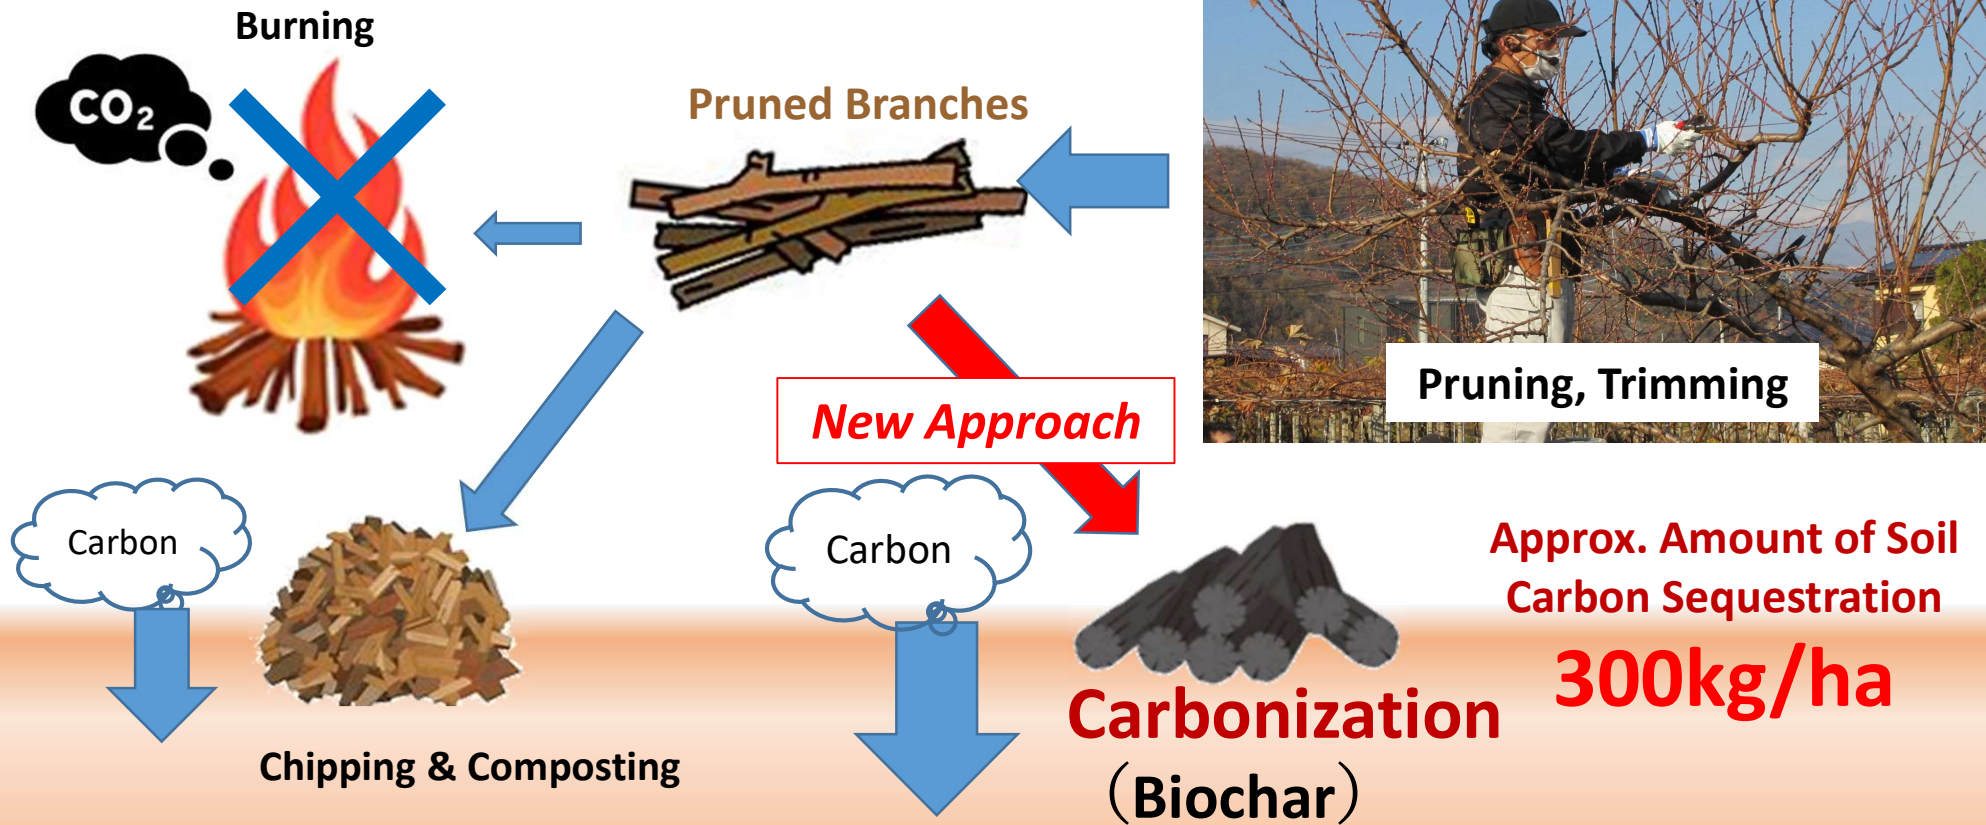 Burning
CO₂
Pruned Branches
Pruning, Trimming
New Approach
Carbon
Carbon
Approx. Amount of Soil
Carbon Sequestration
300kg/ha
Carbonization
（Biochar）
Chipping & Composting